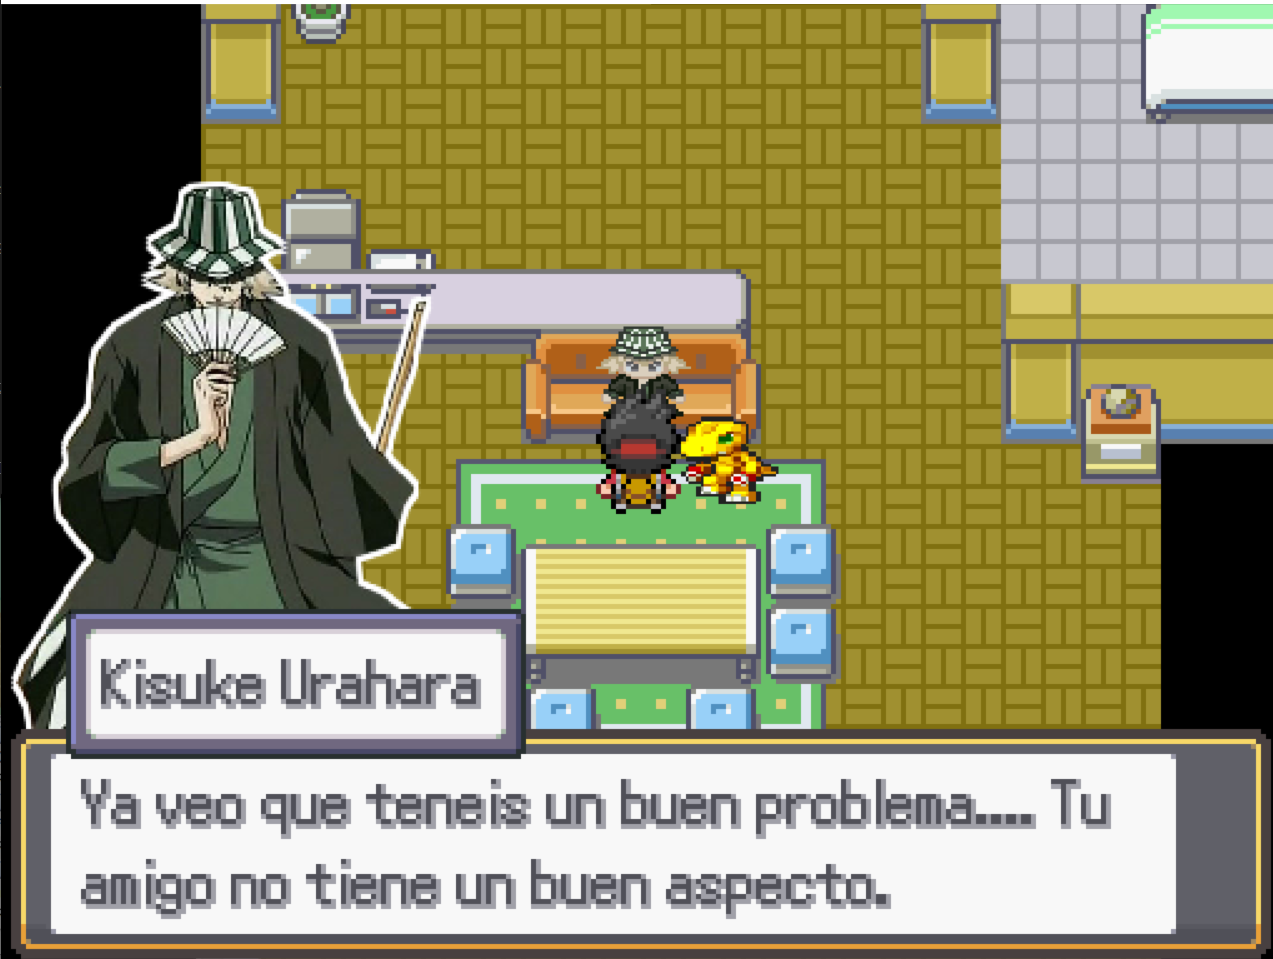 Kisuke Urahara
Ya veo que teneis un buen problema.... Tu
amigo no tiene un buen aspecto.